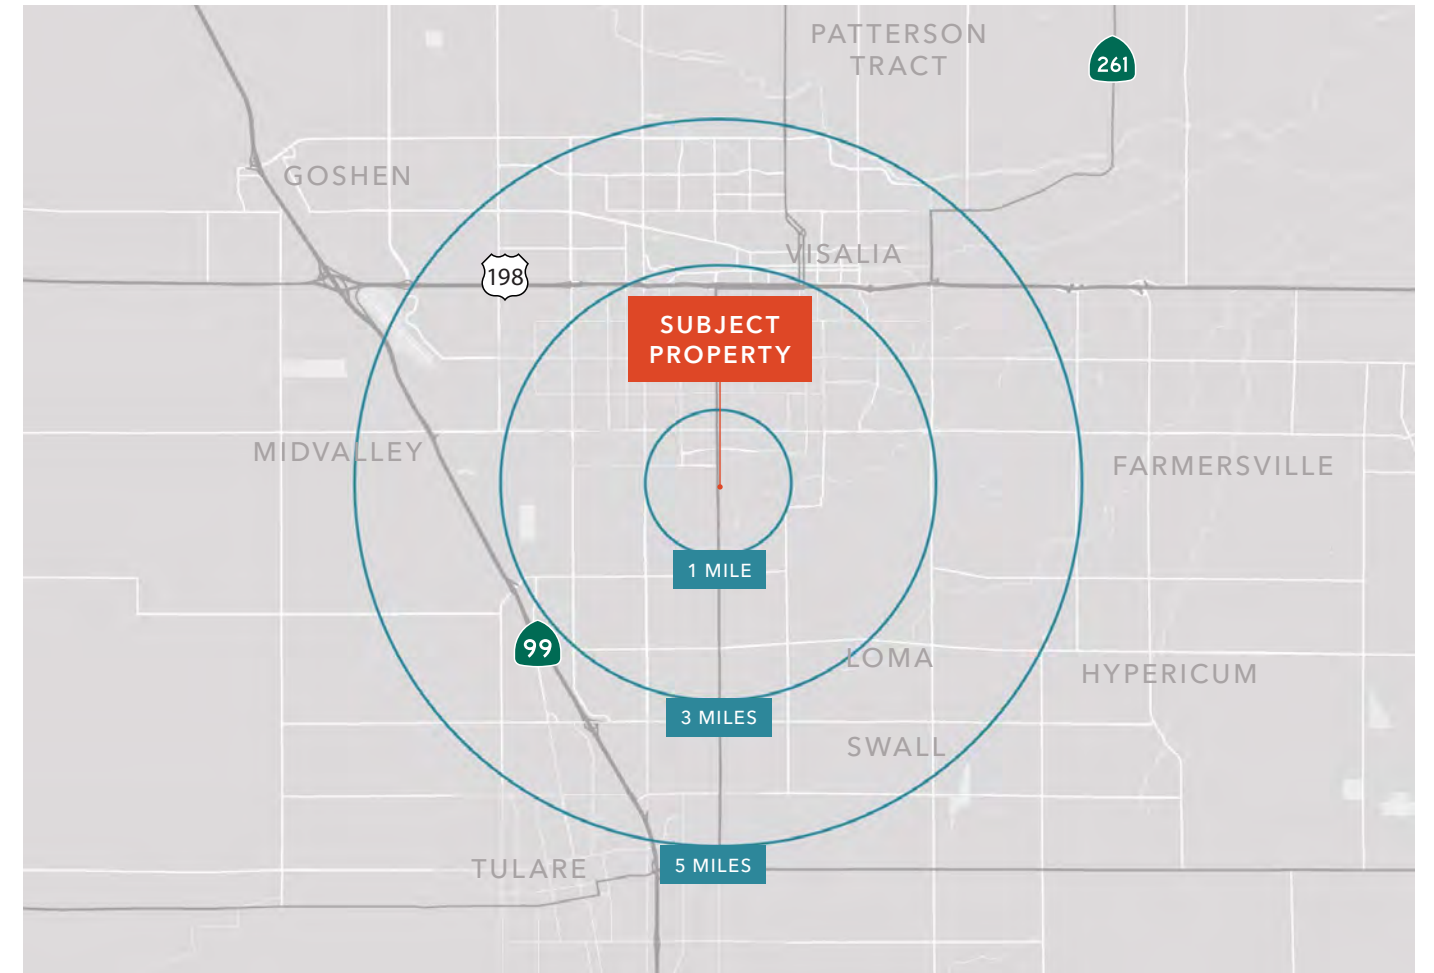 PATTERSON
TRACT
261
GOSHEN
VISALIA
198
SUBJECT
PROPERTY
MIDVALLEY
FARMERSVILLE
1 MILE
99
LOMA
HYPERICUM
3 MILES
SWALL
TULARE
5 MILES